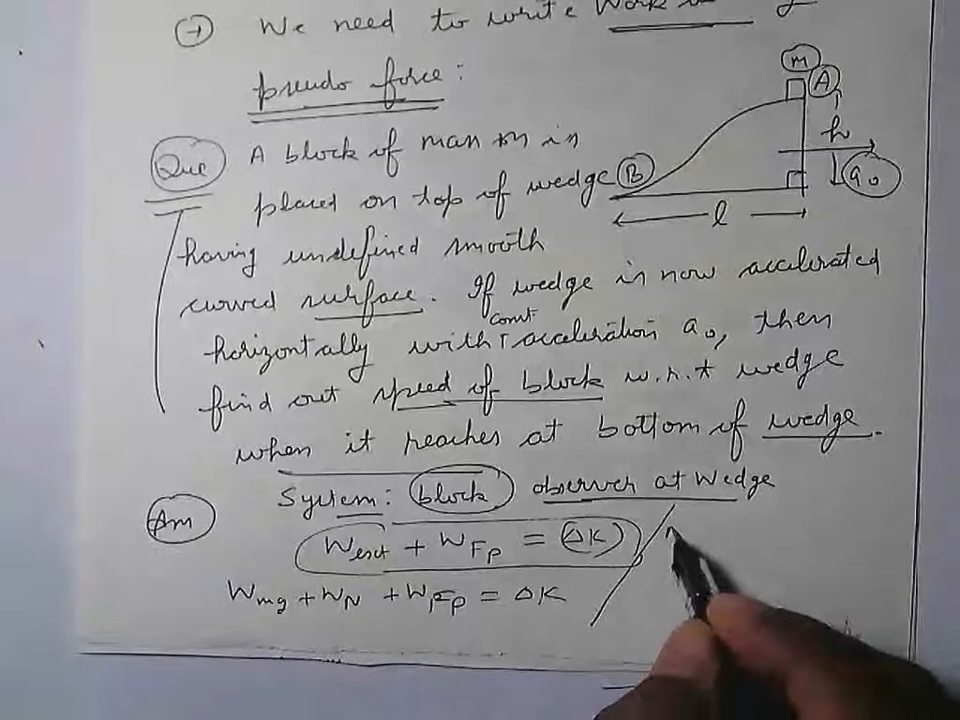 → We need to write Work
pseudo force:
Que A block of mass m is
placed on top of wedge
having undefined smooth
curved surface. If wedge is now accelerated
horizontally with const acceleration a₀, then
find out speed of block w.r.t wedge
when it reaches at bottom of wedge.
m
A
h
a₀
B
l
Ans System: block observer at Wedge
Wext + WFp = ΔK
Wmg + WN + WFp = ΔK